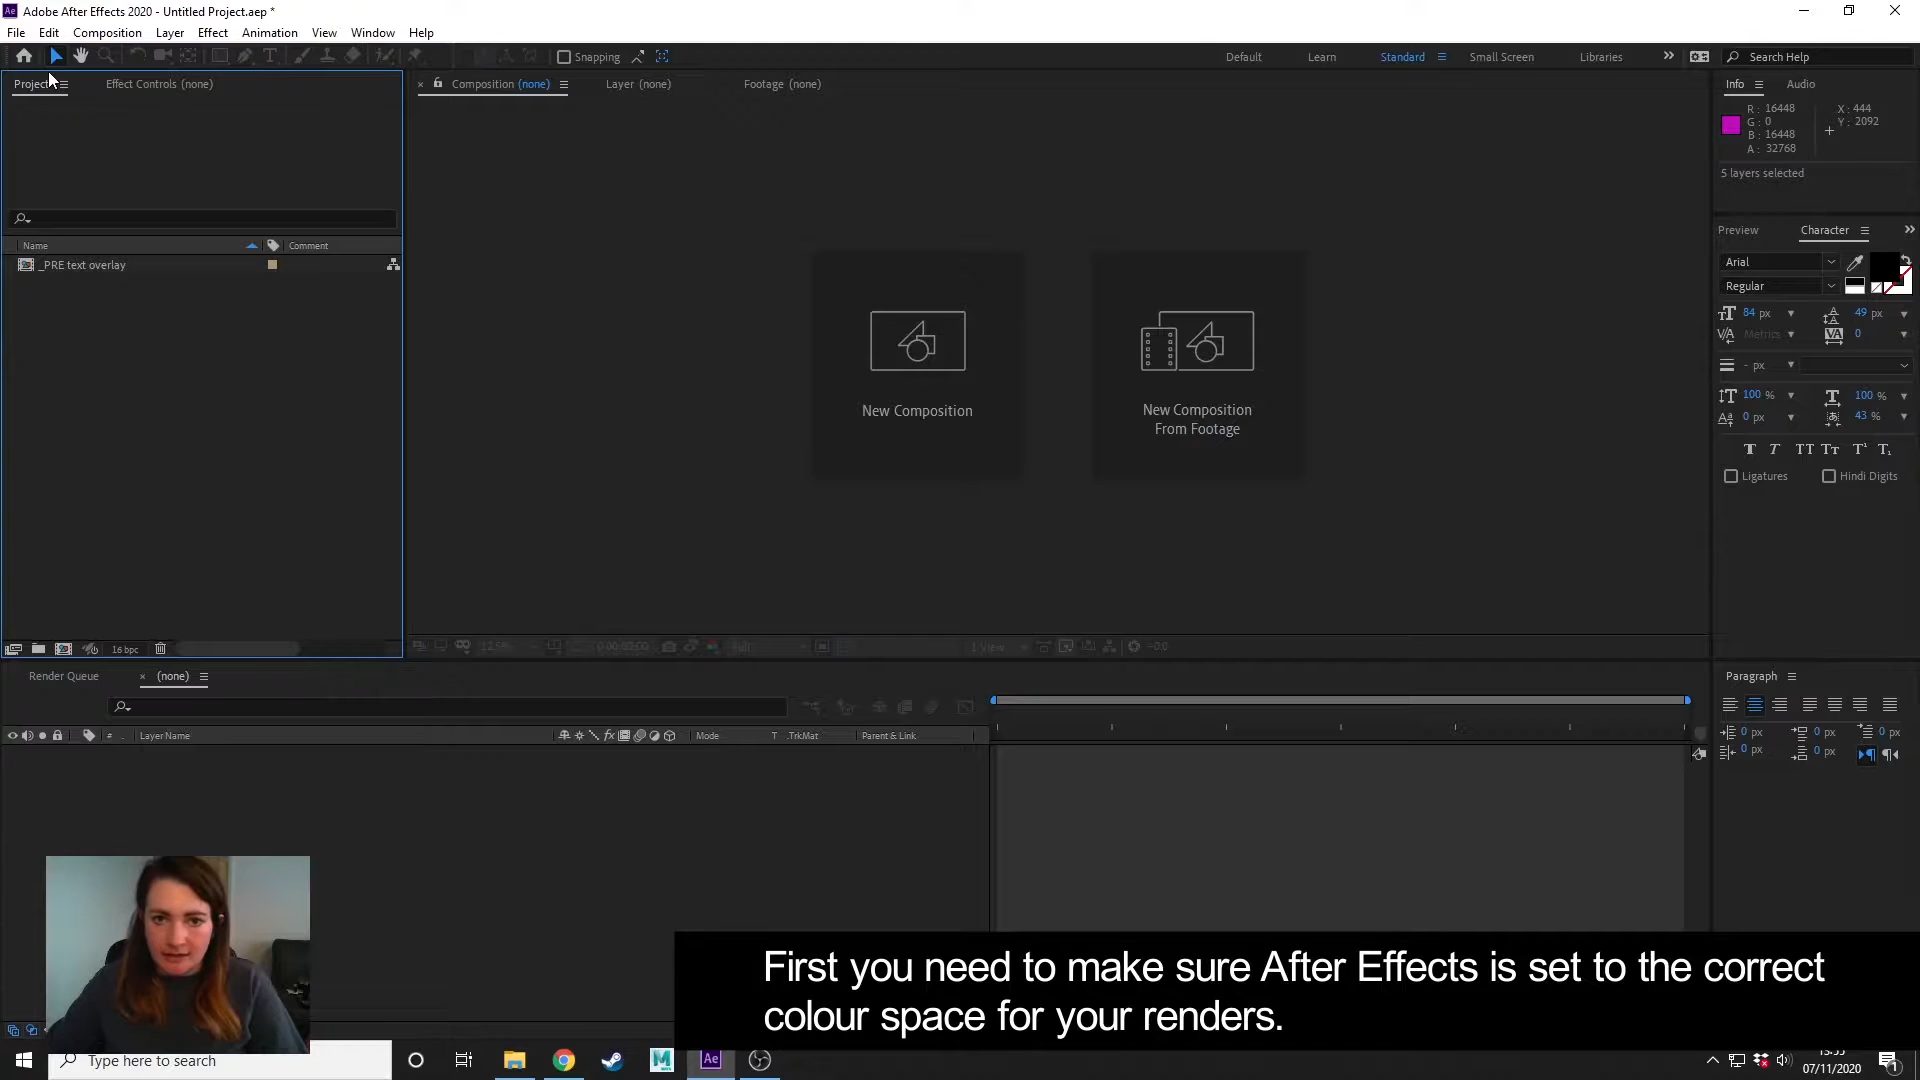 Adobe After Effects 2020 - Untitled Project.aep *
File Edit Composition Layer Effect Animation View Window Help
Snapping Default Learn Standard Small Screen Libraries Search Help
Project Effect Controls (none) Composition (none) Layer (none) Footage (none) Info Audio
R: 16448 X: 444
G: 0 Y: 2092
B: 16448
A: 32768
5 layers selected
Name Comment
_PRE text overlay
New Composition
New Composition
From Footage
Preview Character
Arial
Regular
84 px 49 px
Metrics 0
- px
100 % 100 %
0 px 43 %
Ligatures Hindi Digits
16 bpc
1 View +0.0
Render Queue (none)
# Layer Name Mode T .TrkMat Parent & Link
Paragraph
0 px 0 px 0 px
0 px 0 px
First you need to make sure After Effects is set to the correct
colour space for your renders.
Type here to search
Ae
07/11/2020